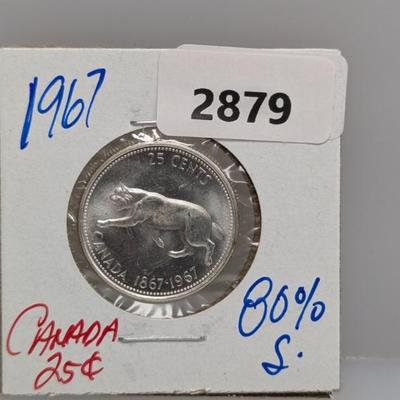 1967
2879
25 CENTS
CANADA 1867·1967
CANADA
25¢
80%
S.